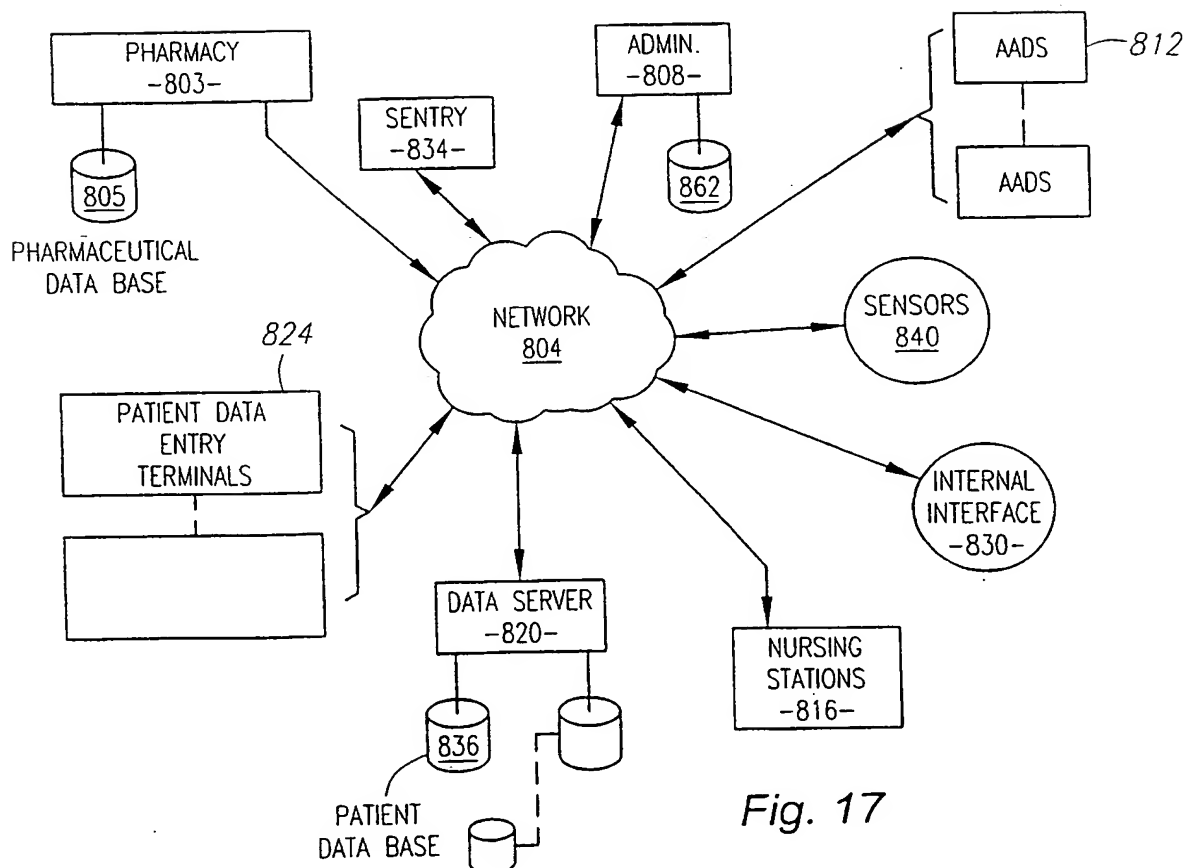 PHARMACY
-803-
805
PHARMACEUTICAL
DATA BASE
SENTRY
-834-
ADMIN.
-808-
862
AADS
812
AADS
NETWORK
804
SENSORS
840
824
PATIENT DATA
ENTRY
TERMINALS
INTERNAL
INTERFACE
-830-
DATA SERVER
-820-
836
PATIENT
DATA BASE
NURSING
STATIONS
-816-
Fig. 17